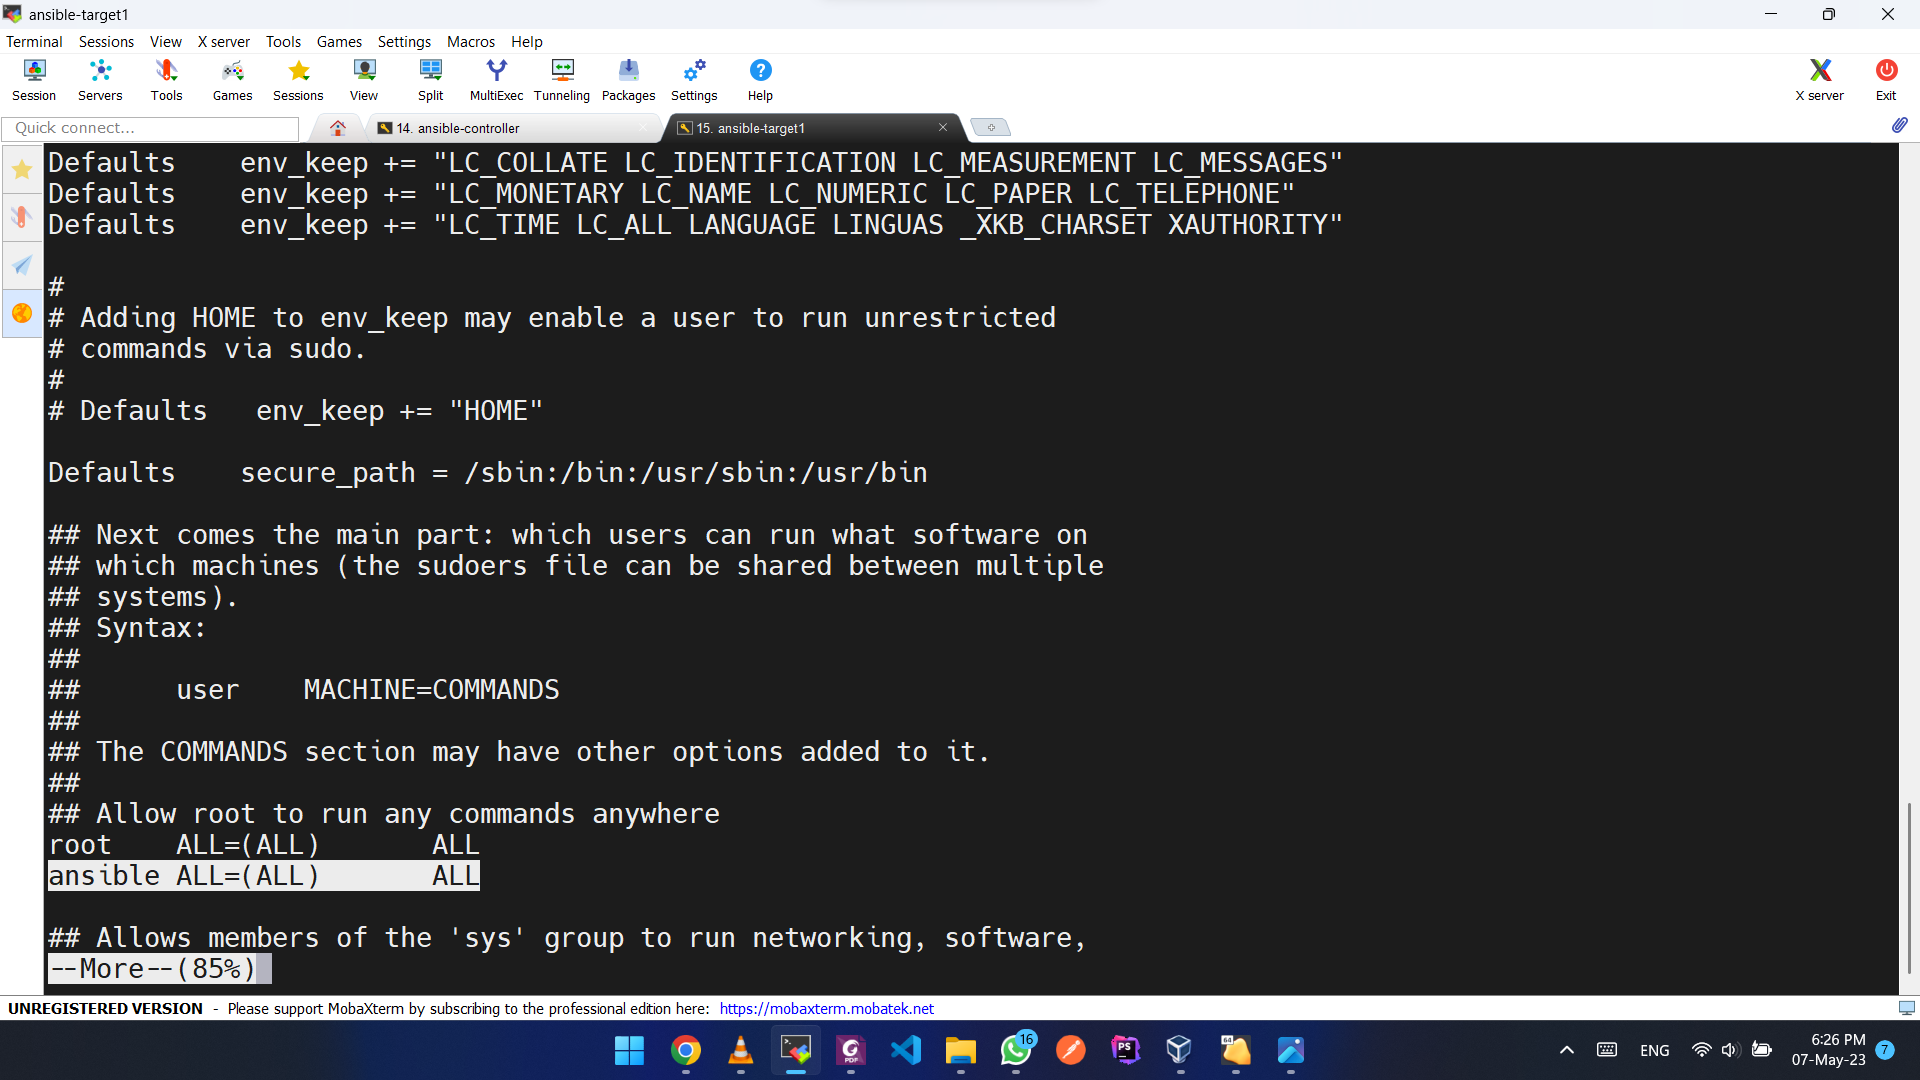 ansible-target1
Terminal Sessions View X server Tools Games Settings Macros Help
Session Servers Tools Games Sessions View Split MultiExec Tunneling Packages Settings Help X server Exit
Quick connect... 14. ansible-controller 15. ansible-target1
Defaults    env_keep += "LC_COLLATE LC_IDENTIFICATION LC_MEASUREMENT LC_MESSAGES"
Defaults    env_keep += "LC_MONETARY LC_NAME LC_NUMERIC LC_PAPER LC_TELEPHONE"
Defaults    env_keep += "LC_TIME LC_ALL LANGUAGE LINGUAS _XKB_CHARSET XAUTHORITY"
#
# Adding HOME to env_keep may enable a user to run unrestricted
# commands via sudo.
#
# Defaults   env_keep += "HOME"
Defaults    secure_path = /sbin:/bin:/usr/sbin:/usr/bin
## Next comes the main part: which users can run what software on
## which machines (the sudoers file can be shared between multiple
## systems).
## Syntax:
##
##      user    MACHINE=COMMANDS
##
## The COMMANDS section may have other options added to it.
##
## Allow root to run any commands anywhere
root    ALL=(ALL)       ALL
ansible ALL=(ALL)       ALL
## Allows members of the 'sys' group to run networking, software,
--More--(85%)
UNREGISTERED VERSION - Please support MobaXterm by subscribing to the professional edition here: https://mobaxterm.mobatek.net
PDF 16 PS 64 ENG 6:26 PM 7
07-May-23